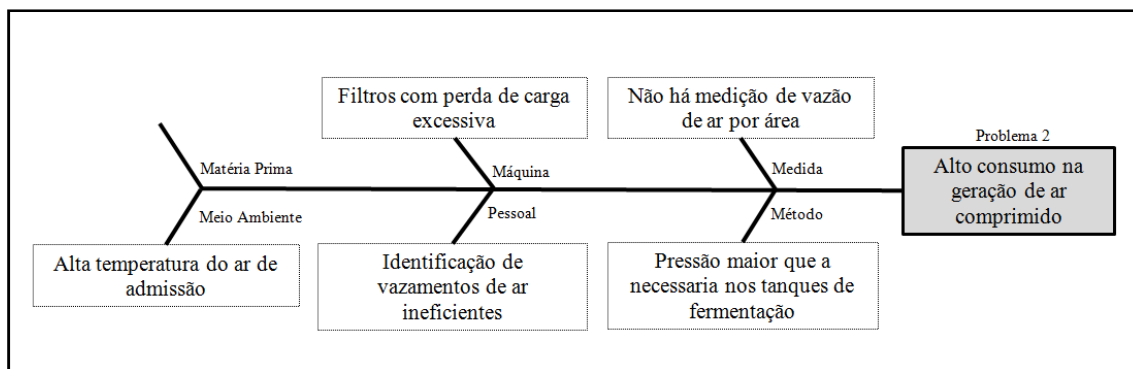 Filtros com perda de carga
excessiva
Não há medição de vazão
de ar por área
Problema 2
Alto consumo na
geração de ar
comprimido
Matéria Prima
Máquina
Medida
Meio Ambiente
Pessoal
Método
Alta temperatura do ar de
admissão
Identificação de
vazamentos de ar
ineficientes
Pressão maior que a
necessaria nos tanques de
fermentação